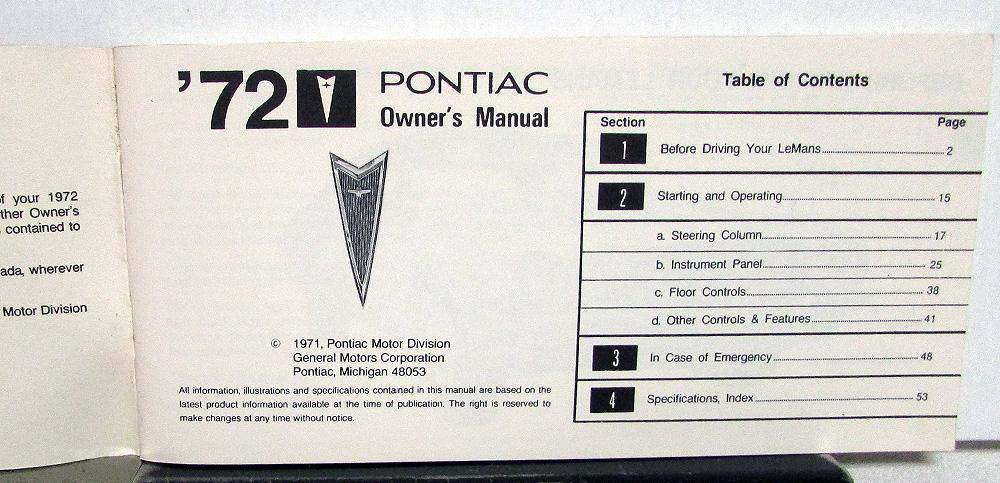 of your 1972
ther Owner's
contained to
ada, wherever
Motor Division
'72 PONTIAC
Owner's Manual
© 1971, Pontiac Motor Division
General Motors Corporation
Pontiac, Michigan 48053
All information, illustrations and specifications contained in this manual are based on the
latest product information available at the time of publication. The right is reserved to
make changes at any time without notice.
Table of Contents
Section Page
1 Before Driving Your LeMans 2
2 Starting and Operating 15
a. Steering Column 17
b. Instrument Panel 25
c. Floor Controls 38
d. Other Controls & Features 41
3 In Case of Emergency 48
4 Specifications, Index 53